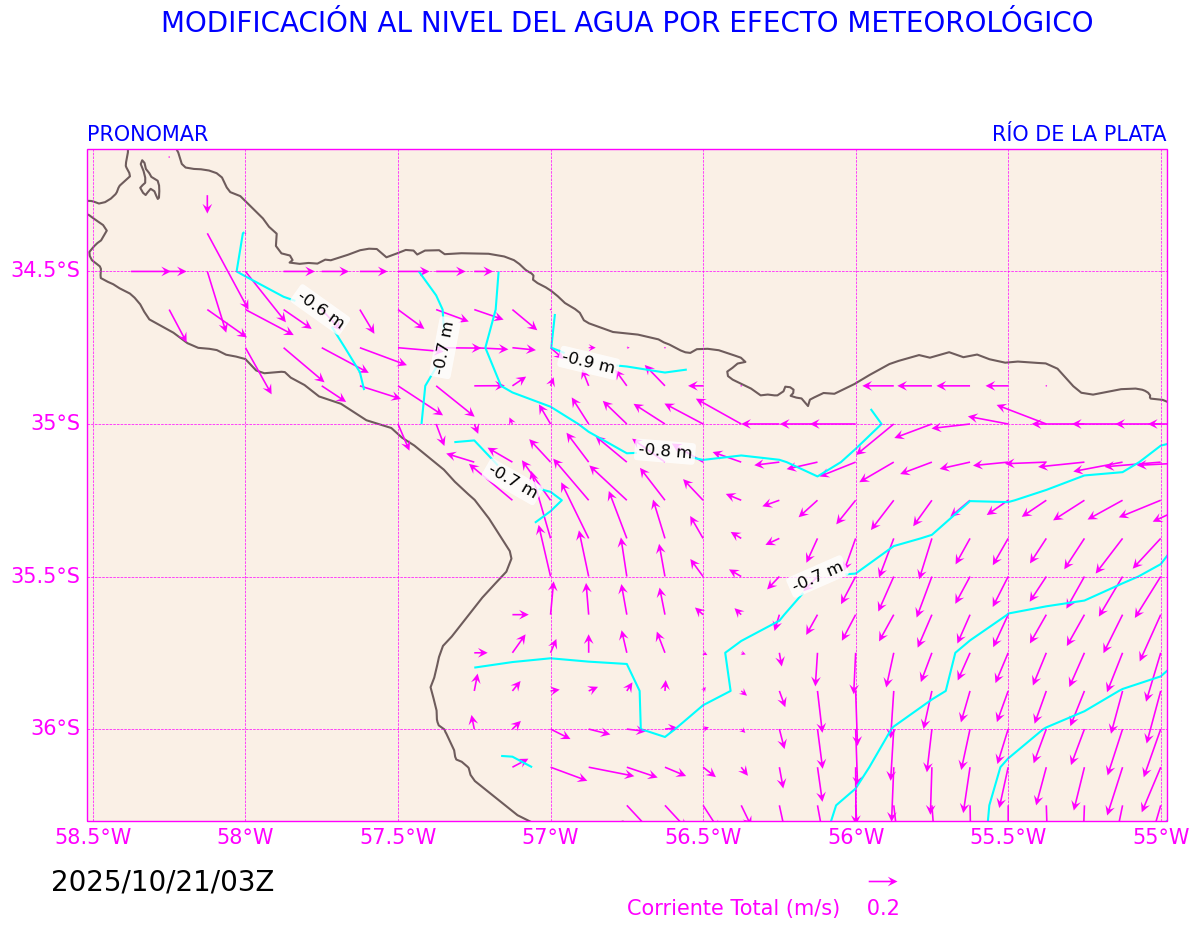 MODIFICACIÓN AL NIVEL DEL AGUA POR EFECTO METEOROLÓGICO
PRONOMAR
RÍO DE LA PLATA
34.5°S
35°S
35.5°S
36°S
-0.6 m
-0.7 m
-0.9 m
-0.8 m
-0.7 m
-0.7 m
58.5°W
58°W
57.5°W
57°W
56.5°W
56°W
55.5°W
55°W
2025/10/21/03Z
Corriente Total (m/s)
0.2